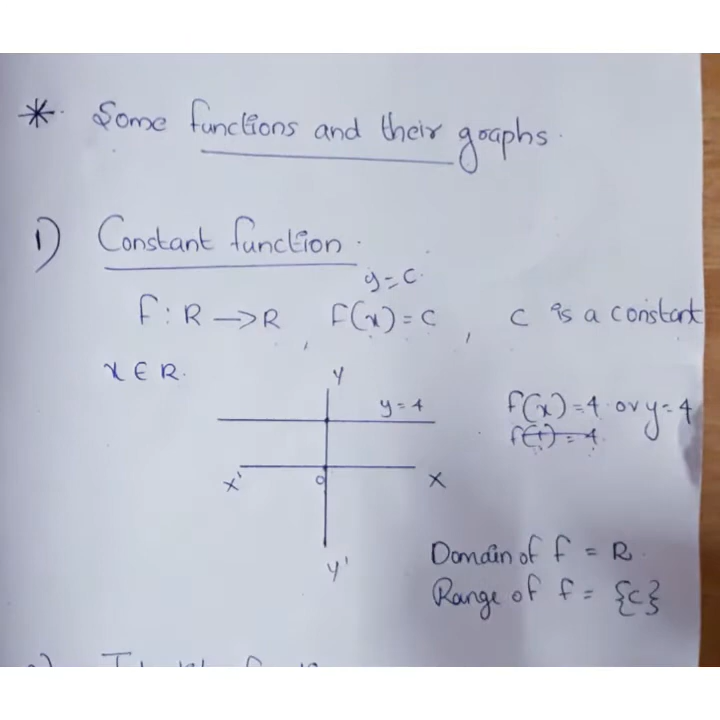 * Some functions and their graphs.
1) Constant function.
y = c.
f : R → R, f(x) = c, c is a constant
x ∈ R.
Y
y = 4
f(x) = 4 or y = 4
f(1) = 4
X' O X
Y'
Domain of f = R.
Range of f = {c}